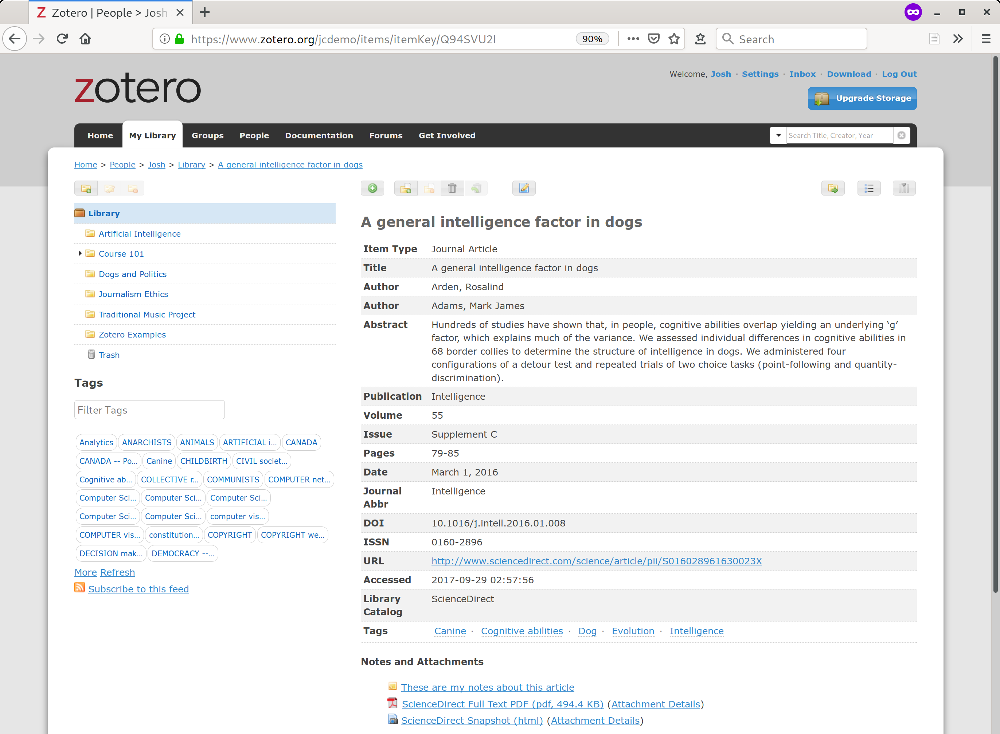 Zotero | People > Josh
https://www.zotero.org/jcdemo/items/itemKey/Q94SVU2I
90%
Search
zotero
Welcome, Josh · Settings · Inbox · Download · Log Out
Upgrade Storage
Home My Library Groups People Documentation Forums Get Involved
Search Title, Creator, Year
Home > People > Josh > Library > A general intelligence factor in dogs
Library
Artificial Intelligence
Course 101
Dogs and Politics
Journalism Ethics
Traditional Music Project
Zotero Examples
Trash
Tags
Filter Tags
Analytics ANARCHISTS ANIMALS ARTIFICIAL i... CANADA
CANADA -- Po... Canine CHILDBIRTH CIVIL societ...
Cognitive ab... COLLECTIVE r... COMMUNISTS COMPUTER net...
Computer Sci... Computer Sci... Computer Sci...
Computer Sci... Computer Sci... computer vis...
COMPUTER vis... constitution... COPYRIGHT COPYRIGHT we...
DECISION mak... DEMOCRACY --...
More Refresh
Subscribe to this feed
A general intelligence factor in dogs
Item Type Journal Article
Title A general intelligence factor in dogs
Author Arden, Rosalind
Author Adams, Mark James
Abstract Hundreds of studies have shown that, in people, cognitive abilities overlap yielding an underlying ‘g’
factor, which explains much of the variance. We assessed individual differences in cognitive abilities in
68 border collies to determine the structure of intelligence in dogs. We administered four
configurations of a detour test and repeated trials of two choice tasks (point-following and quantity-
discrimination).
Publication Intelligence
Volume 55
Issue Supplement C
Pages 79-85
Date March 1, 2016
Journal Intelligence
Abbr
DOI 10.1016/j.intell.2016.01.008
ISSN 0160-2896
URL http://www.sciencedirect.com/science/article/pii/S016028961630023X
Accessed 2017-09-29 02:57:56
Library ScienceDirect
Catalog
Tags Canine · Cognitive abilities · Dog · Evolution · Intelligence
Notes and Attachments
These are my notes about this article
ScienceDirect Full Text PDF (pdf, 494.4 KB) (Attachment Details)
ScienceDirect Snapshot (html) (Attachment Details)